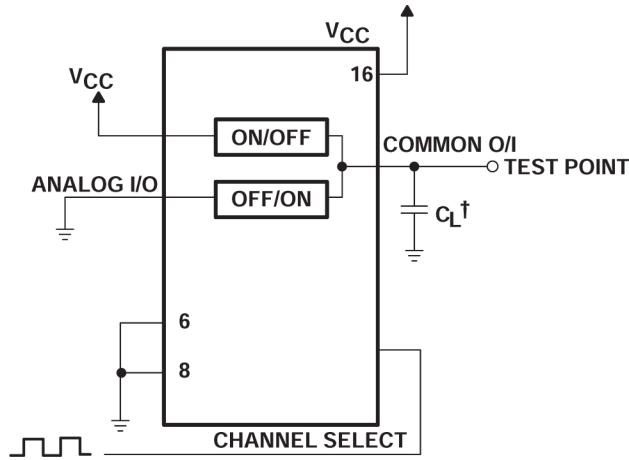 VCC
16
VCC
ON/OFF
COMMON O/I
TEST POINT
ANALOG I/O
OFF/ON
CL†
6
8
CHANNEL SELECT